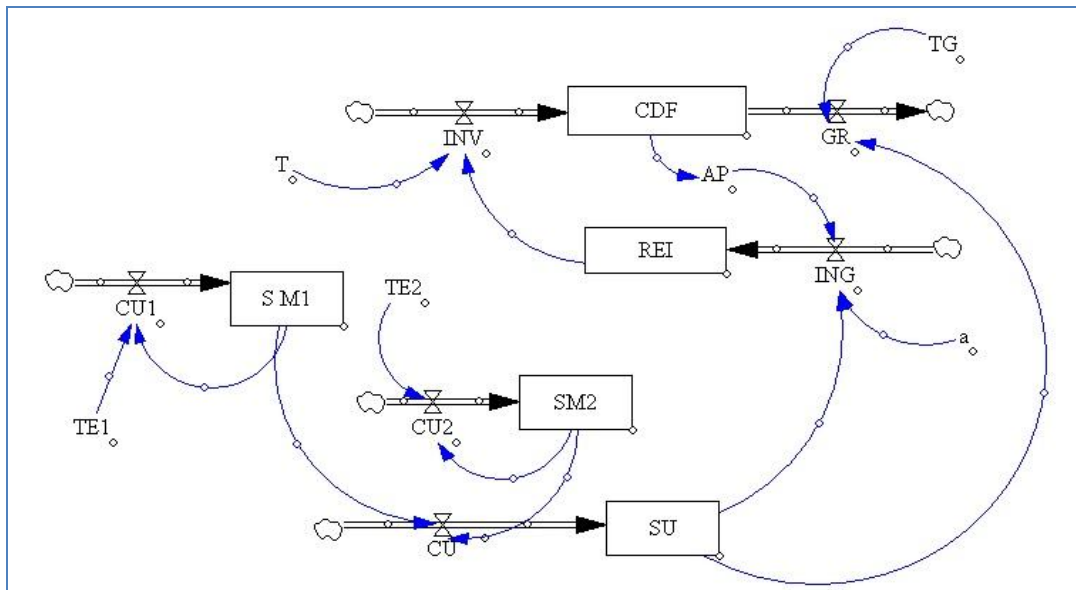 TG
CDF
INV
GR
T
AP
REI
ING
S M1
TE2
CU1
a
SM2
TE1
CU2
SU
CU